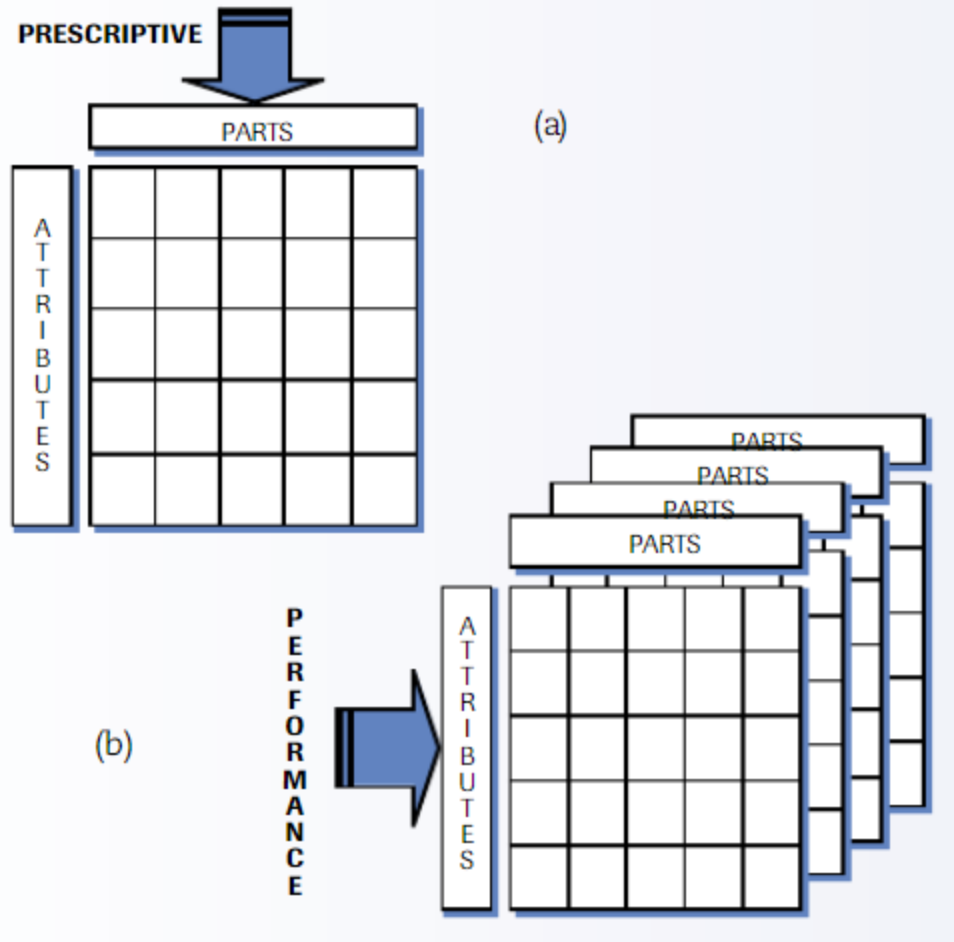 PRESCRIPTIVE
PARTS
(a)
ATTRIBUTES
PARTS
PARTS
PARTS
PARTS
PERFORMANCE
ATTRIBUTES
(b)